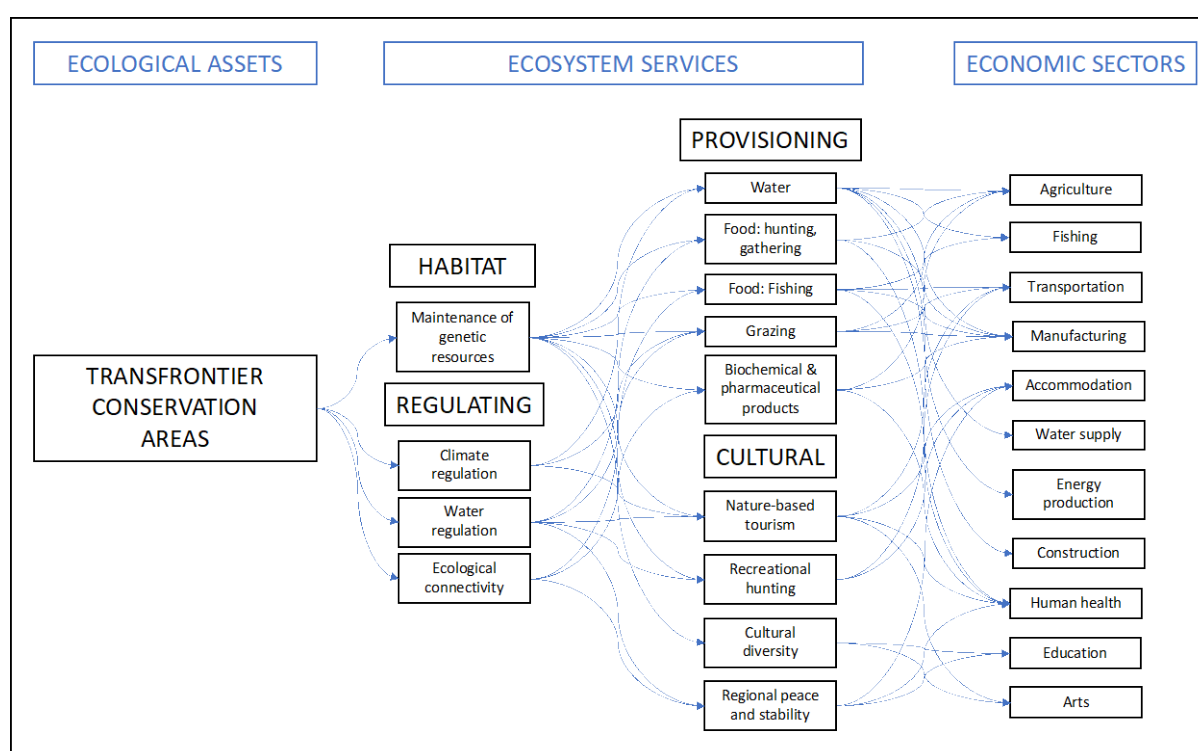 ECOLOGICAL ASSETS
ECOSYSTEM SERVICES
ECONOMIC SECTORS
TRANSFRONTIER
CONSERVATION
AREAS
HABITAT
Maintenance of
genetic
resources
REGULATING
Climate
regulation
Water
regulation
Ecological
connectivity
PROVISIONING
Water
Food: hunting,
gathering
Food: Fishing
Grazing
Biochemical &
pharmaceutical
products
CULTURAL
Nature-based
tourism
Recreational
hunting
Cultural
diversity
Regional peace
and stability
Agriculture
Fishing
Transportation
Manufacturing
Accommodation
Water supply
Energy
production
Construction
Human health
Education
Arts